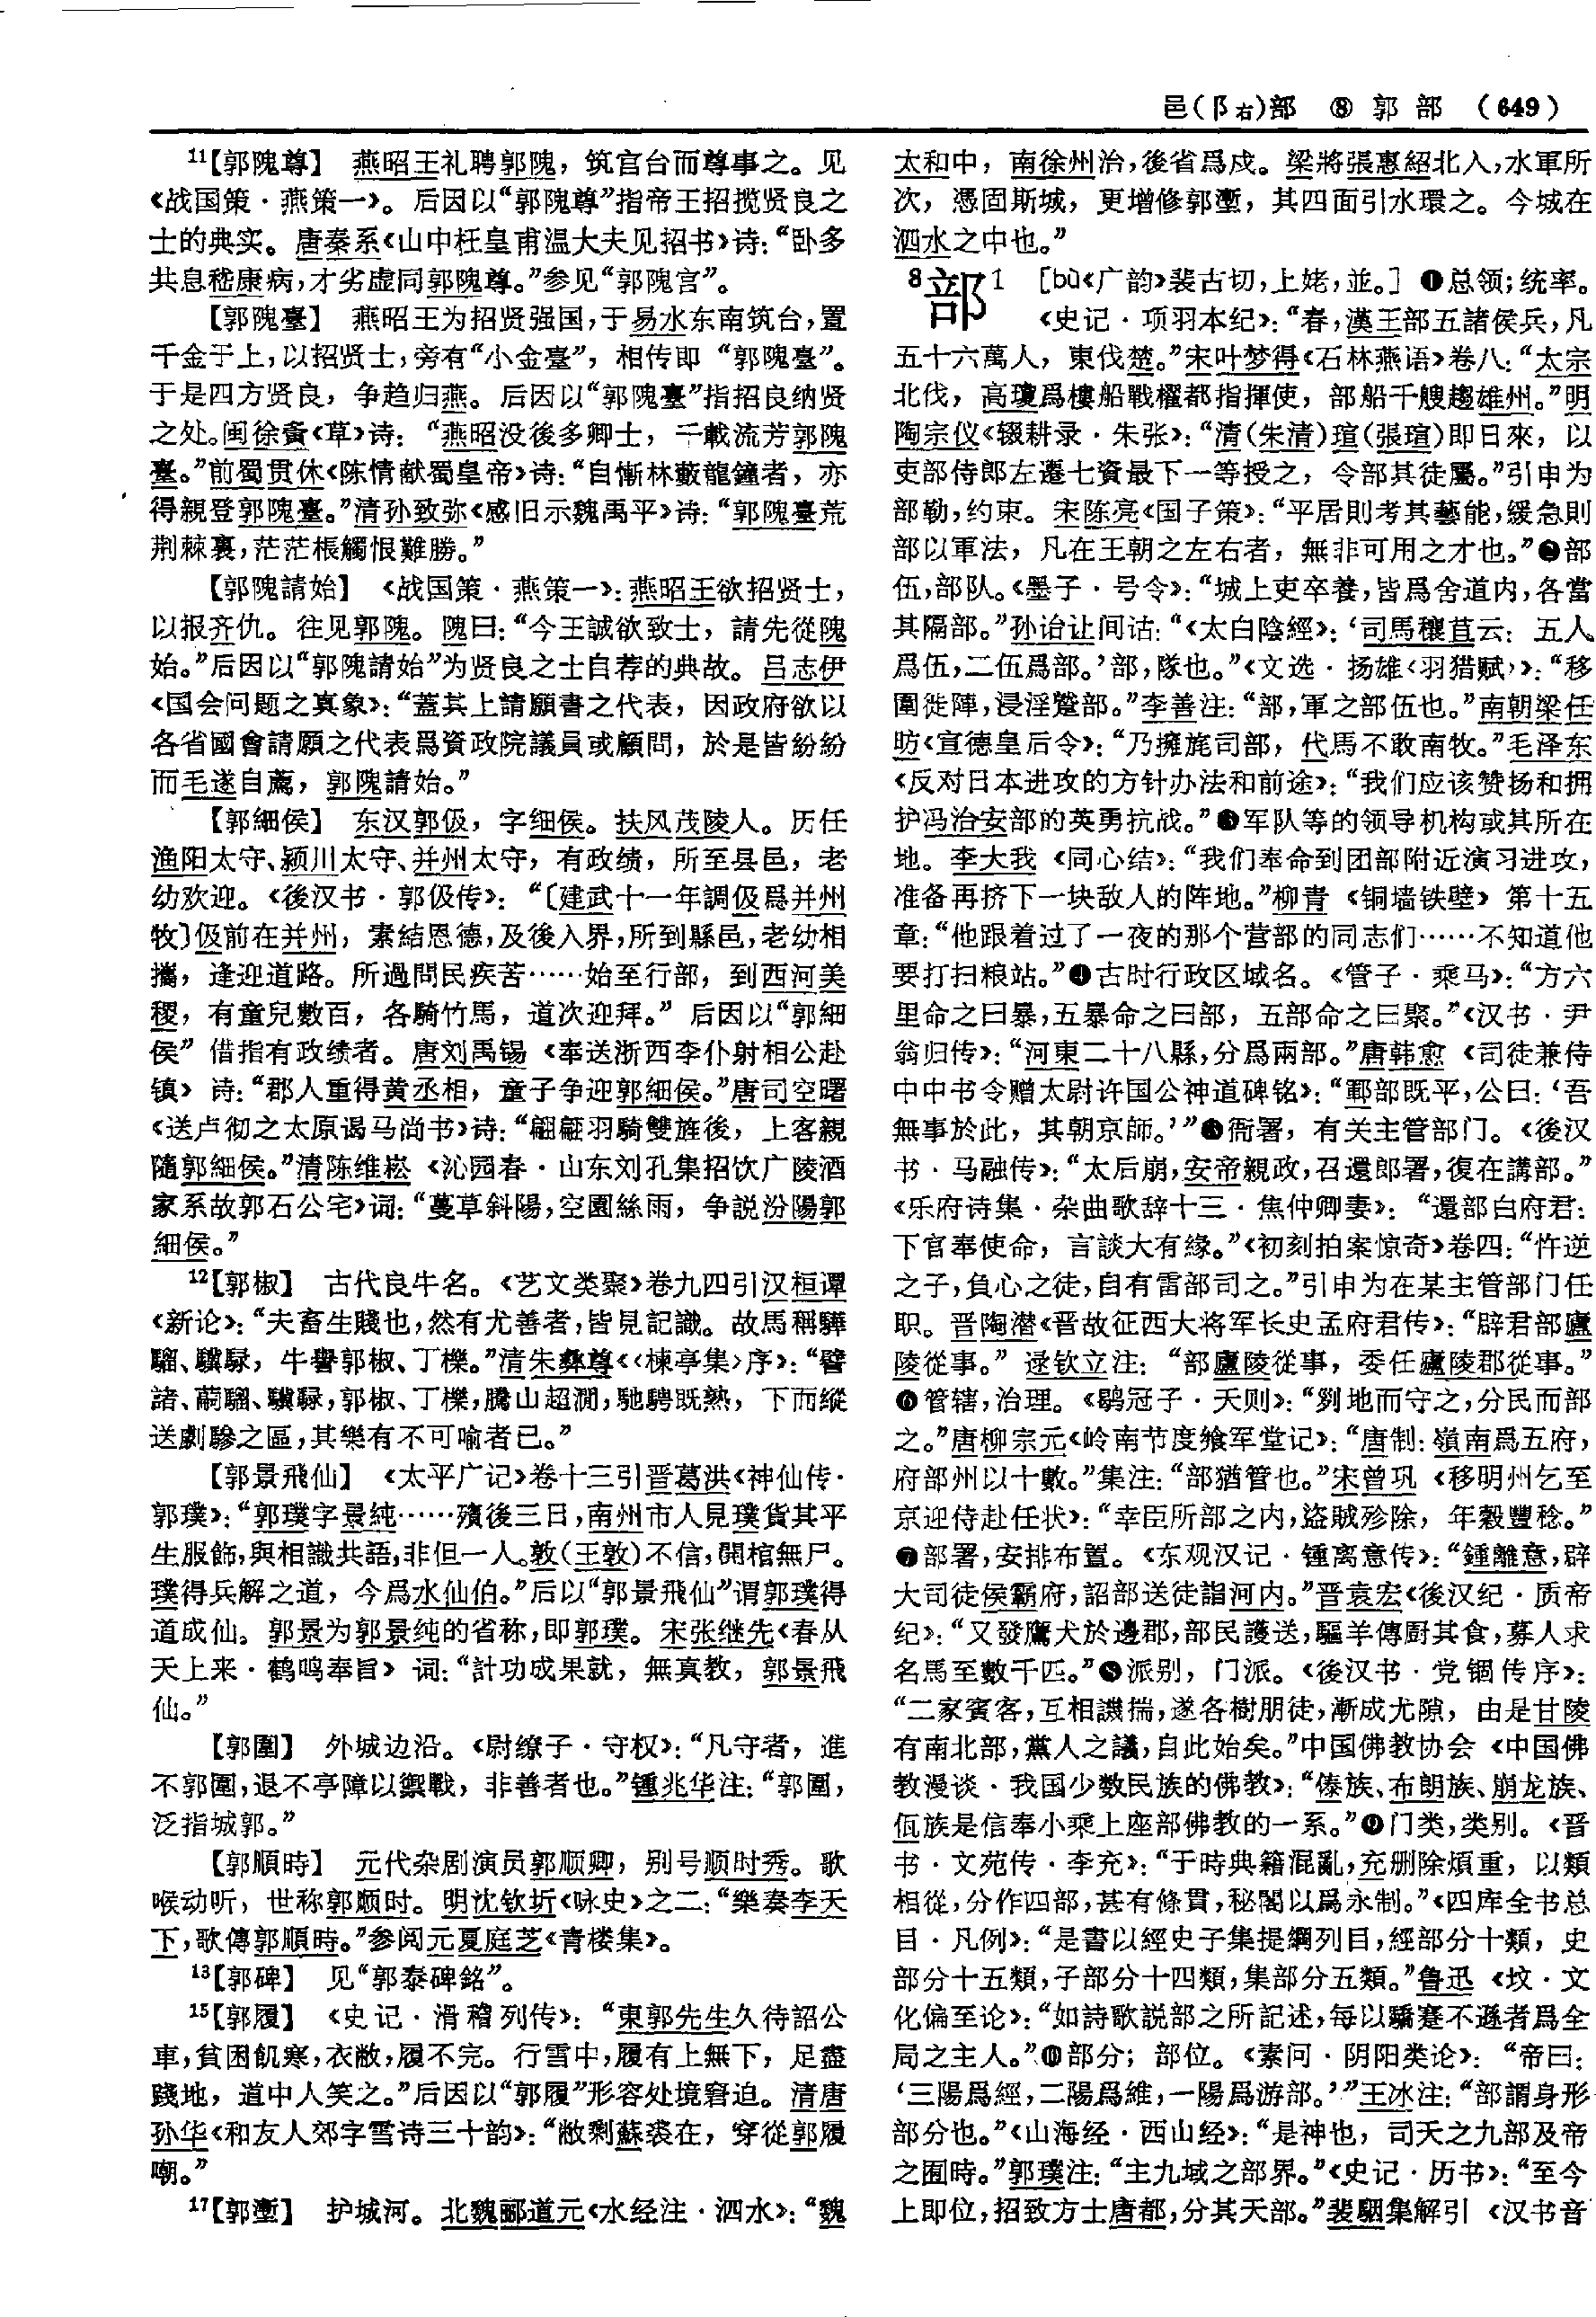 邑(阝右)部 ⑧ 郭 部 (649)
¹¹【郭隗尊】 燕昭王礼聘郭隗，筑宫台而尊事之。见
《战国策·燕策一》。后因以“郭隗尊”指帝王招揽贤良之
士的典实。唐秦系《山中枉皇甫温大夫见招书》诗：“卧多
共息嵇康病，才劣虚同郭隗尊。”参见“郭隗宫”。
【郭隗臺】 燕昭王为招贤强国，于易水东南筑台，置
千金于上，以招贤士，旁有“小金臺”，相传即“郭隗臺”。
于是四方贤良，争趋归燕。后因以“郭隗臺”指招良纳贤
之处。闽徐夤《草》诗：“燕昭没後多卿士，千載流芳郭隗
臺。”前蜀贯休《陈情献蜀皇帝》诗：“自慚林藪龍鐘者，亦
得親登郭隗臺。”清孙致弥《感旧示魏禹平》诗：“郭隗臺荒
荆棘裏，茫茫棖觸恨難勝。”
【郭隗請始】 《战国策·燕策一》：燕昭王欲招贤士，
以报齐仇。往见郭隗。隗曰：“今王誠欲致士，請先從隗
始。”后因以“郭隗請始”为贤良之士自荐的典故。吕志伊
《国会问题之真象》：“蓋其上請願書之代表，因政府欲以
各省國會請願之代表爲資政院議員或顧問，於是皆紛紛
而毛遂自薦，郭隗請始。”
【郭細侯】 东汉郭伋，字细侯。扶风茂陵人。历任
渔阳太守、颍川太守、并州太守，有政绩，所至县邑，老
幼欢迎。《後汉书·郭伋传》：“〔建武十一年調伋爲并州
牧〕伋前在并州，素結恩德，及後入界，所到縣邑，老幼相
攜，逢迎道路。所過問民疾苦……始至行部，到西河美
稷，有童兒數百，各騎竹馬，道次迎拜。”后因以“郭細
侯”借指有政绩者。唐刘禹锡《奉送浙西李仆射相公赴
镇》诗：“郡人重得黄丞相，童子争迎郭細侯。”唐司空曙
《送卢彻之太原谒马尚书》诗：“翩翩羽騎雙旌後，上客親
隨郭細侯。”清陈维崧《沁园春·山东刘孔集招饮广陵酒
家系故郭石公宅》词：“蔓草斜陽，空園絲雨，争説汾陽郭
細侯。”
¹²【郭椒】 古代良牛名。《艺文类聚》卷九四引汉桓谭
《新论》：“夫畜生賤也，然有尤善者，皆見記識。故馬稱驊
騮、驥騄，牛譽郭椒、丁櫟。”清朱彝尊《〈楝亭集〉序》：“譬
諸、騮、驥騄，郭椒、丁櫟，騰山超澗，馳騁既熟，下而縱
送劇驂之區，其樂有不可喻者已。”
【郭景飛仙】 《太平广记》卷十三引晋葛洪《神仙传·
郭璞》：“郭璞字景純……殯後三日，南州市人見璞貨其平
生服飾，與相識共語，非但一人。敦(王敦)不信，開棺無尸。
璞得兵解之道，今爲水仙伯。”后以“郭景飛仙”谓郭璞得
道成仙。郭景为郭景纯的省称，即郭璞。宋张继先《春从
天上来·鹤鸣奉旨》词：“計功成果就，無真教，郭景飛
仙。”
【郭圍】 外城边沿。《尉缭子·守权》：“凡守者，進
不郭圍，退不亭障以禦戰，非善者也。”锺兆华注：“郭圍，
泛指城郭。”
【郭順時】 元代杂剧演员郭顺卿，别号顺时秀。歌
喉动听，世称郭顺时。明沈钦圻《咏史》之二：“樂奏李天
下，歌傳郭順時。”参阅元夏庭芝《青楼集》。
¹³【郭碑】 见“郭泰碑銘”。
¹⁵【郭履】 《史记·滑稽列传》：“東郭先生久待詔公
車，貧困飢寒，衣敝，履不完。行雪中，履有上無下，足盡
踐地，道中人笑之。”后因以“郭履”形容处境窘迫。清唐
孙华《和友人郊字雪诗三十韵》：“敝剩蘇裘在，穿從郭履
嘲。”
¹⁷【郭壍】 护城河。北魏郦道元《水经注·泗水》：“魏
太和中，南徐州治，後省爲戍。梁將張惠紹北入，水軍所
次，憑固斯城，更增修郭壍，其四面引水環之。今城在
泗水之中也。”
⁸部¹ [bù《广韵》裴古切，上姥，並。] ❶总领；统率。
《史记·项羽本纪》：“春，漢王部五諸侯兵，凡
五十六萬人，東伐楚。”宋叶梦得《石林燕语》卷八：“太宗
北伐，高瓊爲樓船戰櫂都指揮使，部船千艘趨雄州。”明
陶宗仪《辍耕录·朱张》：“清(朱清)瑄(張瑄)即日來，以
吏部侍郎左遷七資最下一等授之，令部其徒屬。”引申为
部勒，约束。宋陈亮《国子策》：“平居則考其藝能，緩急則
部以軍法，凡在王朝之左右者，無非可用之才也。”❷部
伍，部队。《墨子·号令》：“城上吏卒養，皆爲舍道内，各當
其隔部。”孙诒让间诂：“《太白陰經》：‘司馬穰苴云：五人
爲伍，二伍爲部。’部，隊也。”《文选·扬雄〈羽猎赋〉》：“移
圍徙陣，浸淫蹵部。”李善注：“部，軍之部伍也。”南朝梁任
昉《宣德皇后令》：“乃擁旄司部，代馬不敢南牧。”毛泽东
《反对日本进攻的方针办法和前途》：“我们应该赞扬和拥
护冯治安部的英勇抗战。”❸军队等的领导机构或其所在
地。李大我《同心结》：“我们奉命到团部附近演习进攻，
准备再挤下一块敌人的阵地。”柳青《铜墙铁壁》第十五
章：“他跟着过了一夜的那个营部的同志们……不知道他
要打扫粮站。”❹古时行政区域名。《管子·乘马》：“方六
里命之曰暴，五暴命之曰部，五部命之曰聚。”《汉书·尹
翁归传》：“河東二十八縣，分爲兩部。”唐韩愈《司徒兼侍
中中书令赠太尉许国公神道碑铭》：“鄆部既平，公曰：‘吾
無事於此，其朝京師。’”❺衙署，有关主管部门。《後汉
书·马融传》：“太后崩，安帝親政，召還郎署，復在講部。”
《乐府诗集·杂曲歌辞十三·焦仲卿妻》：“還部白府君：
下官奉使命，言談大有緣。”《初刻拍案惊奇》卷四：“忤逆
之子，負心之徒，自有雷部司之。”引申为在某主管部门任
职。晋陶潜《晋故征西大将军长史孟府君传》：“辟君部廬
陵從事。”逯钦立注：“部廬陵從事，委任廬陵郡從事。”
❻管辖，治理。《鹖冠子·天则》：“列地而守之，分民而部
之。”唐柳宗元《岭南节度飨军堂记》：“唐制：嶺南爲五府，
府部州以十數。”集注：“部猶管也。”宋曾巩《移明州乞至
京迎侍赴任状》：“幸臣所部之内，盜賊殄除，年穀豐稔。”
❼部署，安排布置。《东观汉记·锺离意传》：“鍾離意，辟
大司徒侯霸府，詔部送徒詣河内。”晋袁宏《後汉纪·质帝
纪》：“又發鷹犬於邊郡，部民護送，驅羊傳厨其食，募人求
名馬至數千匹。”❽派别，门派。《後汉书·党锢传序》：
“二家賓客，互相譏揣，遂各樹朋徒，漸成尤隙，由是甘陵
有南北部，黨人之議，自此始矣。”中国佛教协会《中国佛
教漫谈·我国少数民族的佛教》：“傣族、布朗族、崩龙族、
佤族是信奉小乘上座部佛教的一系。”❾门类，类别。《晋
书·文苑传·李充》：“于時典籍混亂，充删除煩重，以類
相從，分作四部，甚有條貫，秘閣以爲永制。”《四库全书总
目·凡例》：“是書以經史子集提綱列目，經部分十類，史
部分十五類，子部分十四類，集部分五類。”鲁迅《坟·文
化偏至论》：“如詩歌説部之所記述，每以驕蹇不遜者爲全
局之主人。”❿部分；部位。《素问·阴阳类论》：“帝曰：
‘三陽爲經，二陽爲維，一陽爲游部。’”王冰注：“部謂身形
部分也。”《山海经·西山经》：“是神也，司天之九部及帝
之囿時。”郭璞注：“主九域之部界。”《史记·历书》：“至今
上即位，招致方士唐都，分其天部。”裴駰集解引《汉书音